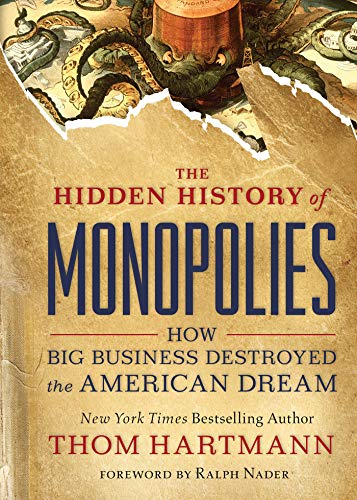 THE
HIDDEN HISTORY of
MONOPOLIES
HOW
BIG BUSINESS DESTROYED
the AMERICAN DREAM
New York Times Bestselling Author
THOM HARTMANN
FOREWORD BY RALPH NADER